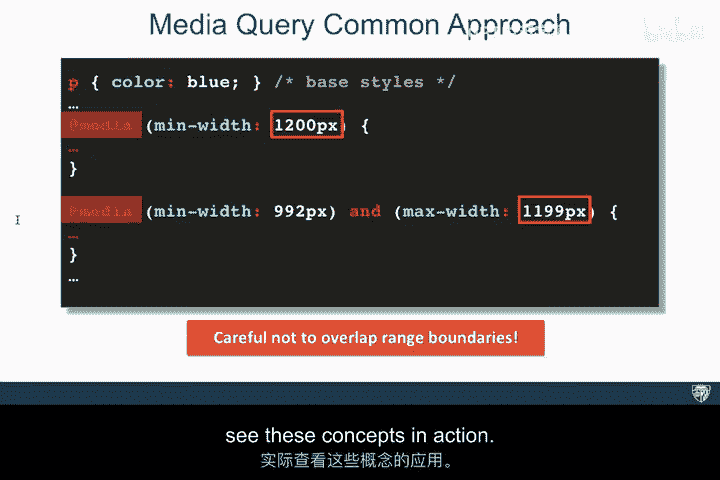 Media Query Common Approach
p { color: blue; } /* base styles */
…
@media (min-width: 1200px) {
…
}
@media (min-width: 992px) and (max-width: 1199px) {
…
}
…
Careful not to overlap range boundaries!
see these concepts in action.
实际查看这些概念的应用。